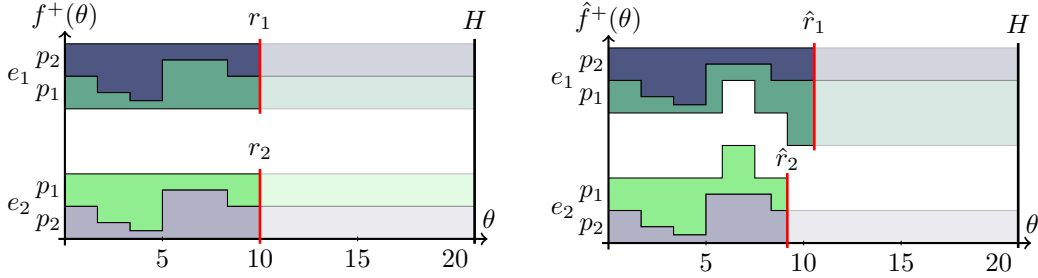 f⁺(θ)
r₁
H
p₂
e₁
p₁
r₂
p₁
e₂
p₂
θ
5 10 15 20
f̂⁺(θ)
r̂₁
H
p₂
e₁
p₁
r̂₂
p₁
e₂
p₂
θ
5 10 15 20